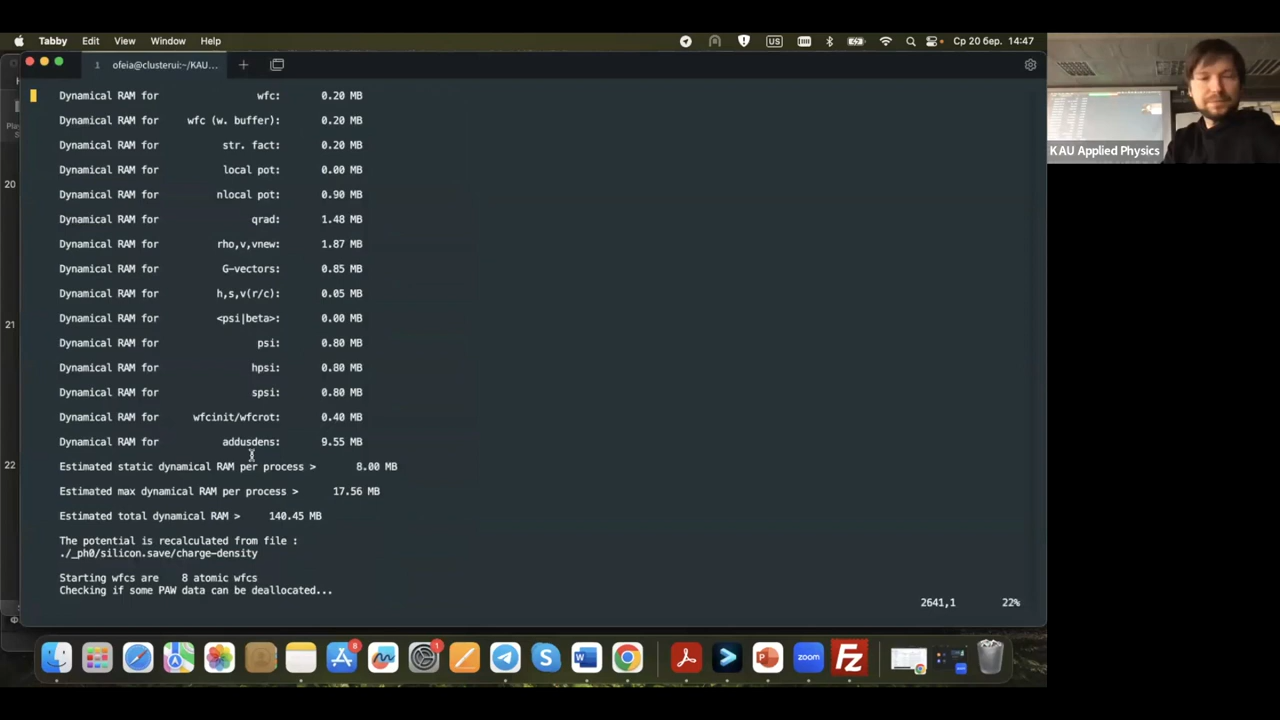 Tabby Edit View Window Help US Ср 20 бер. 14:47
1 ofeia@clusterui:~/KAU...
Dynamical RAM for wfc: 0.20 MB
Dynamical RAM for wfc (w. buffer): 0.20 MB
Dynamical RAM for str. fact: 0.20 MB
Dynamical RAM for local pot: 0.00 MB
Dynamical RAM for nlocal pot: 0.90 MB
Dynamical RAM for qrad: 1.48 MB
Dynamical RAM for rho,v,vnew: 1.87 MB
Dynamical RAM for G-vectors: 0.85 MB
Dynamical RAM for h,s,v(r/c): 0.05 MB
Dynamical RAM for <psi|beta>: 0.00 MB
Dynamical RAM for psi: 0.80 MB
Dynamical RAM for hpsi: 0.80 MB
Dynamical RAM for spsi: 0.80 MB
Dynamical RAM for wfcinit/wfcrot: 0.40 MB
Dynamical RAM for addusdens: 9.55 MB
Estimated static dynamical RAM per process > 8.00 MB
Estimated max dynamical RAM per process > 17.56 MB
Estimated total dynamical RAM > 140.45 MB
The potential is recalculated from file :
./_ph0/silicon.save/charge-density
Starting wfcs are 8 atomic wfcs
Checking if some PAW data can be deallocated...
2641,1 22%
20
21
22
KAU Applied Physics
8
1
zoom